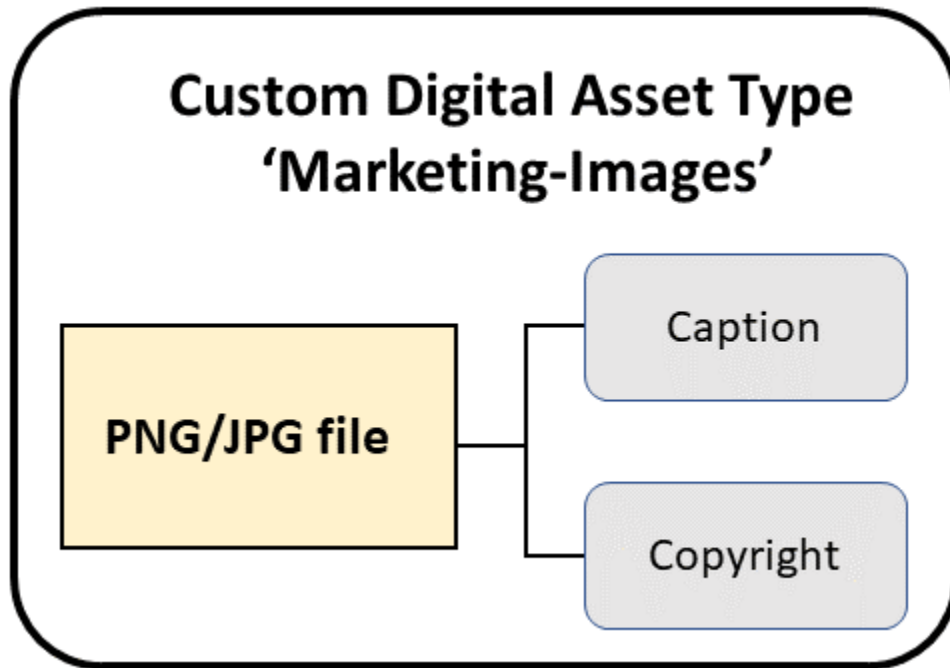 Custom Digital Asset Type
‘Marketing-Images’
Caption
PNG/JPG file
Copyright